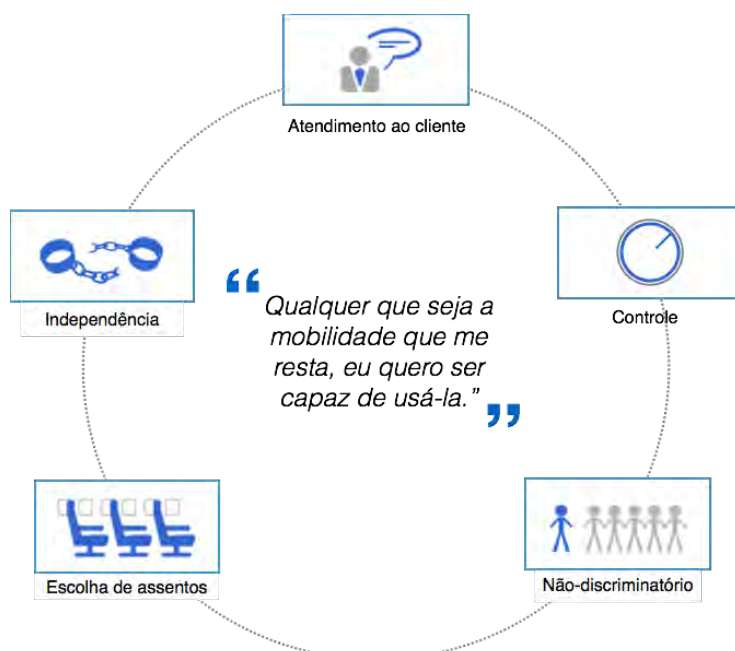 Atendimento ao cliente
Independência
Controle
“
Qualquer que seja a
mobilidade que me
resta, eu quero ser
capaz de usá-la.”
”
Escolha de assentos
Não-discriminatório